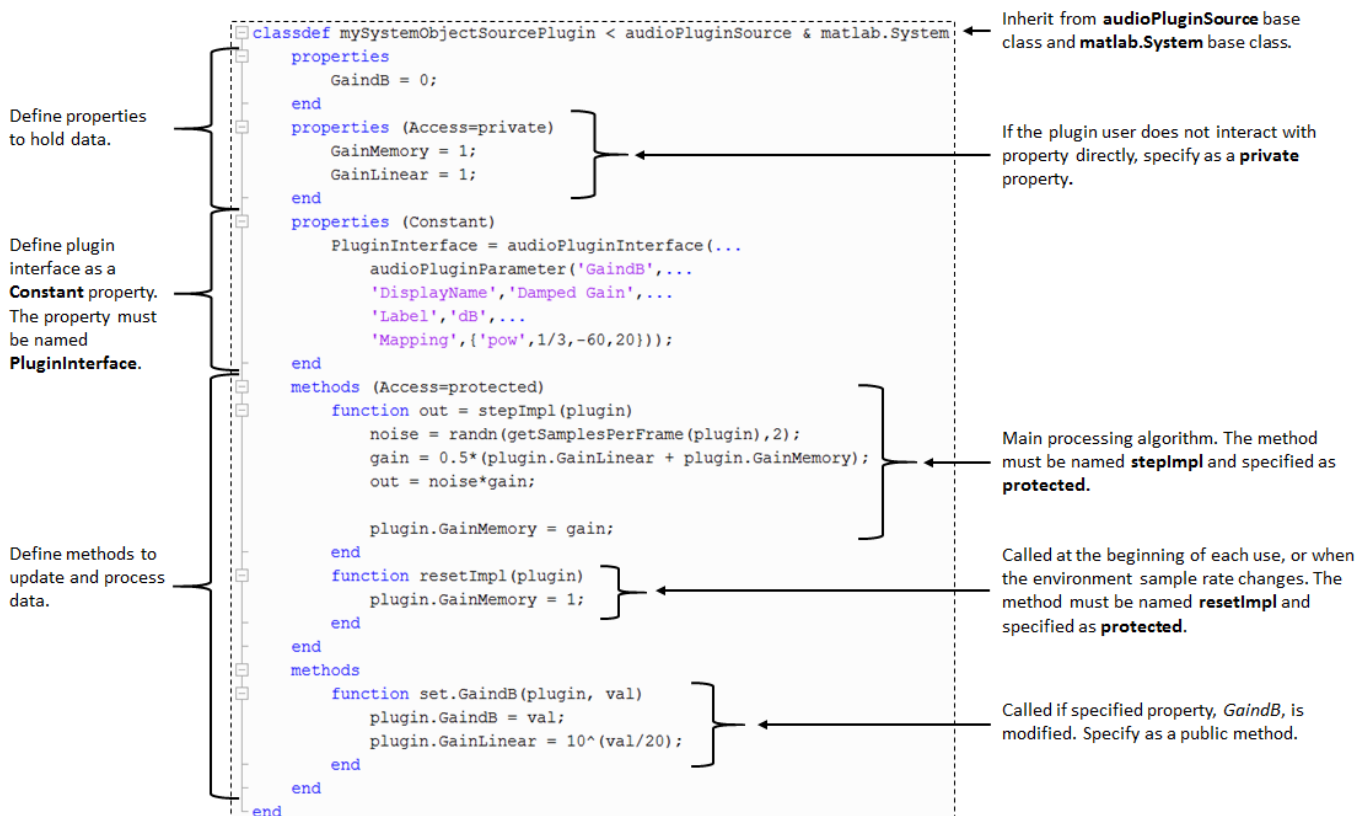 classdef mySystemObjectSourcePlugin < audioPluginSource & matlab.System
properties
GaindB = 0;
end
properties (Access=private)
GainMemory = 1;
GainLinear = 1;
end
properties (Constant)
PluginInterface = audioPluginInterface(...
audioPluginParameter('GaindB',...
'DisplayName','Damped Gain',...
'Label','dB',...
'Mapping',{'pow',1/3,-60,20}));
end
methods (Access=protected)
function out = stepImpl(plugin)
noise = randn(getSamplesPerFrame(plugin),2);
gain = 0.5*(plugin.GainLinear + plugin.GainMemory);
out = noise*gain;
plugin.GainMemory = gain;
end
function resetImpl(plugin)
plugin.GainMemory = 1;
end
end
methods
function set.GaindB(plugin, val)
plugin.GaindB = val;
plugin.GainLinear = 10^(val/20);
end
end
end
Define properties
to hold data.
Define plugin
interface as a
Constant property.
The property must
be named
PluginInterface.
Define methods to
update and process
data.
Inherit from audioPluginSource base
class and matlab.System base class.
If the plugin user does not interact with
property directly, specify as a private
property.
Main processing algorithm. The method
must be named stepImpl and specified as
protected.
Called at the beginning of each use, or when
the environment sample rate changes. The
method must be named resetImpl and
specified as protected.
Called if specified property, GaindB, is
modified. Specify as a public method.